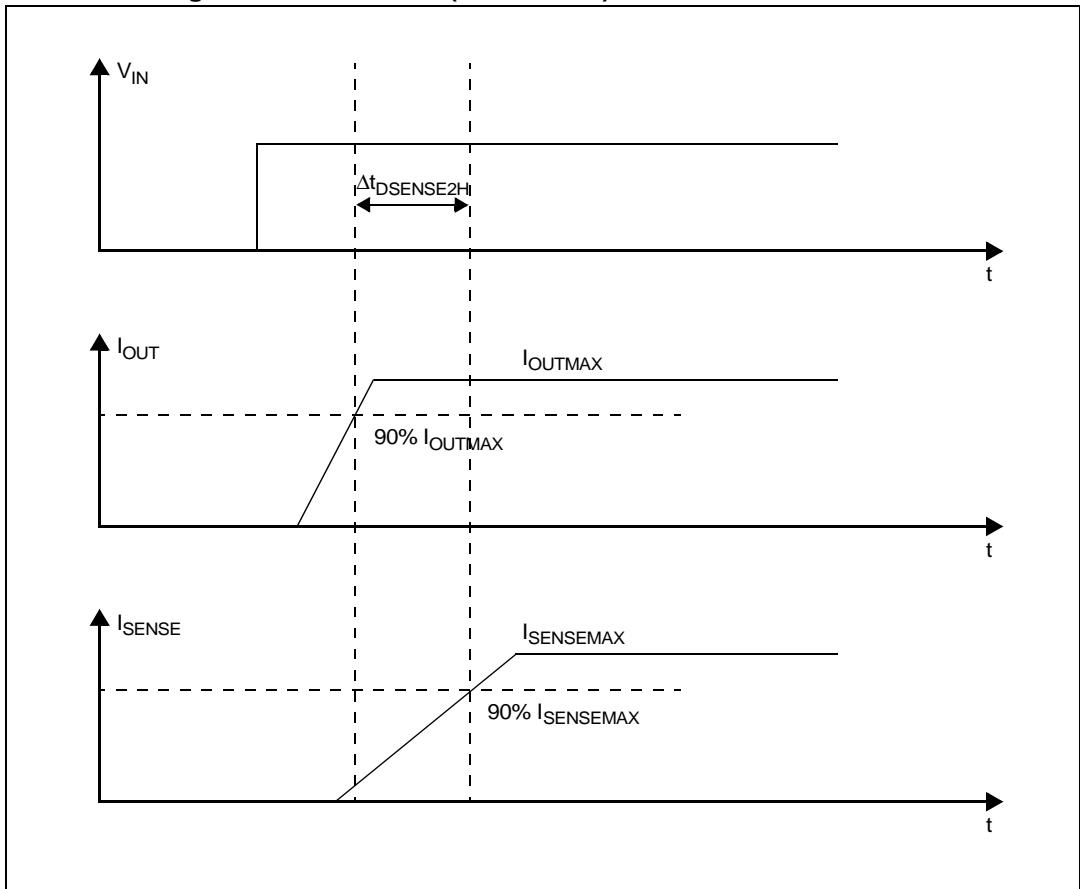 V_IN
Δt_DSENSE2H
t
I_OUT
I_OUTMAX
90% I_OUTMAX
t
I_SENSE
I_SENSEMAX
90% I_SENSEMAX
t